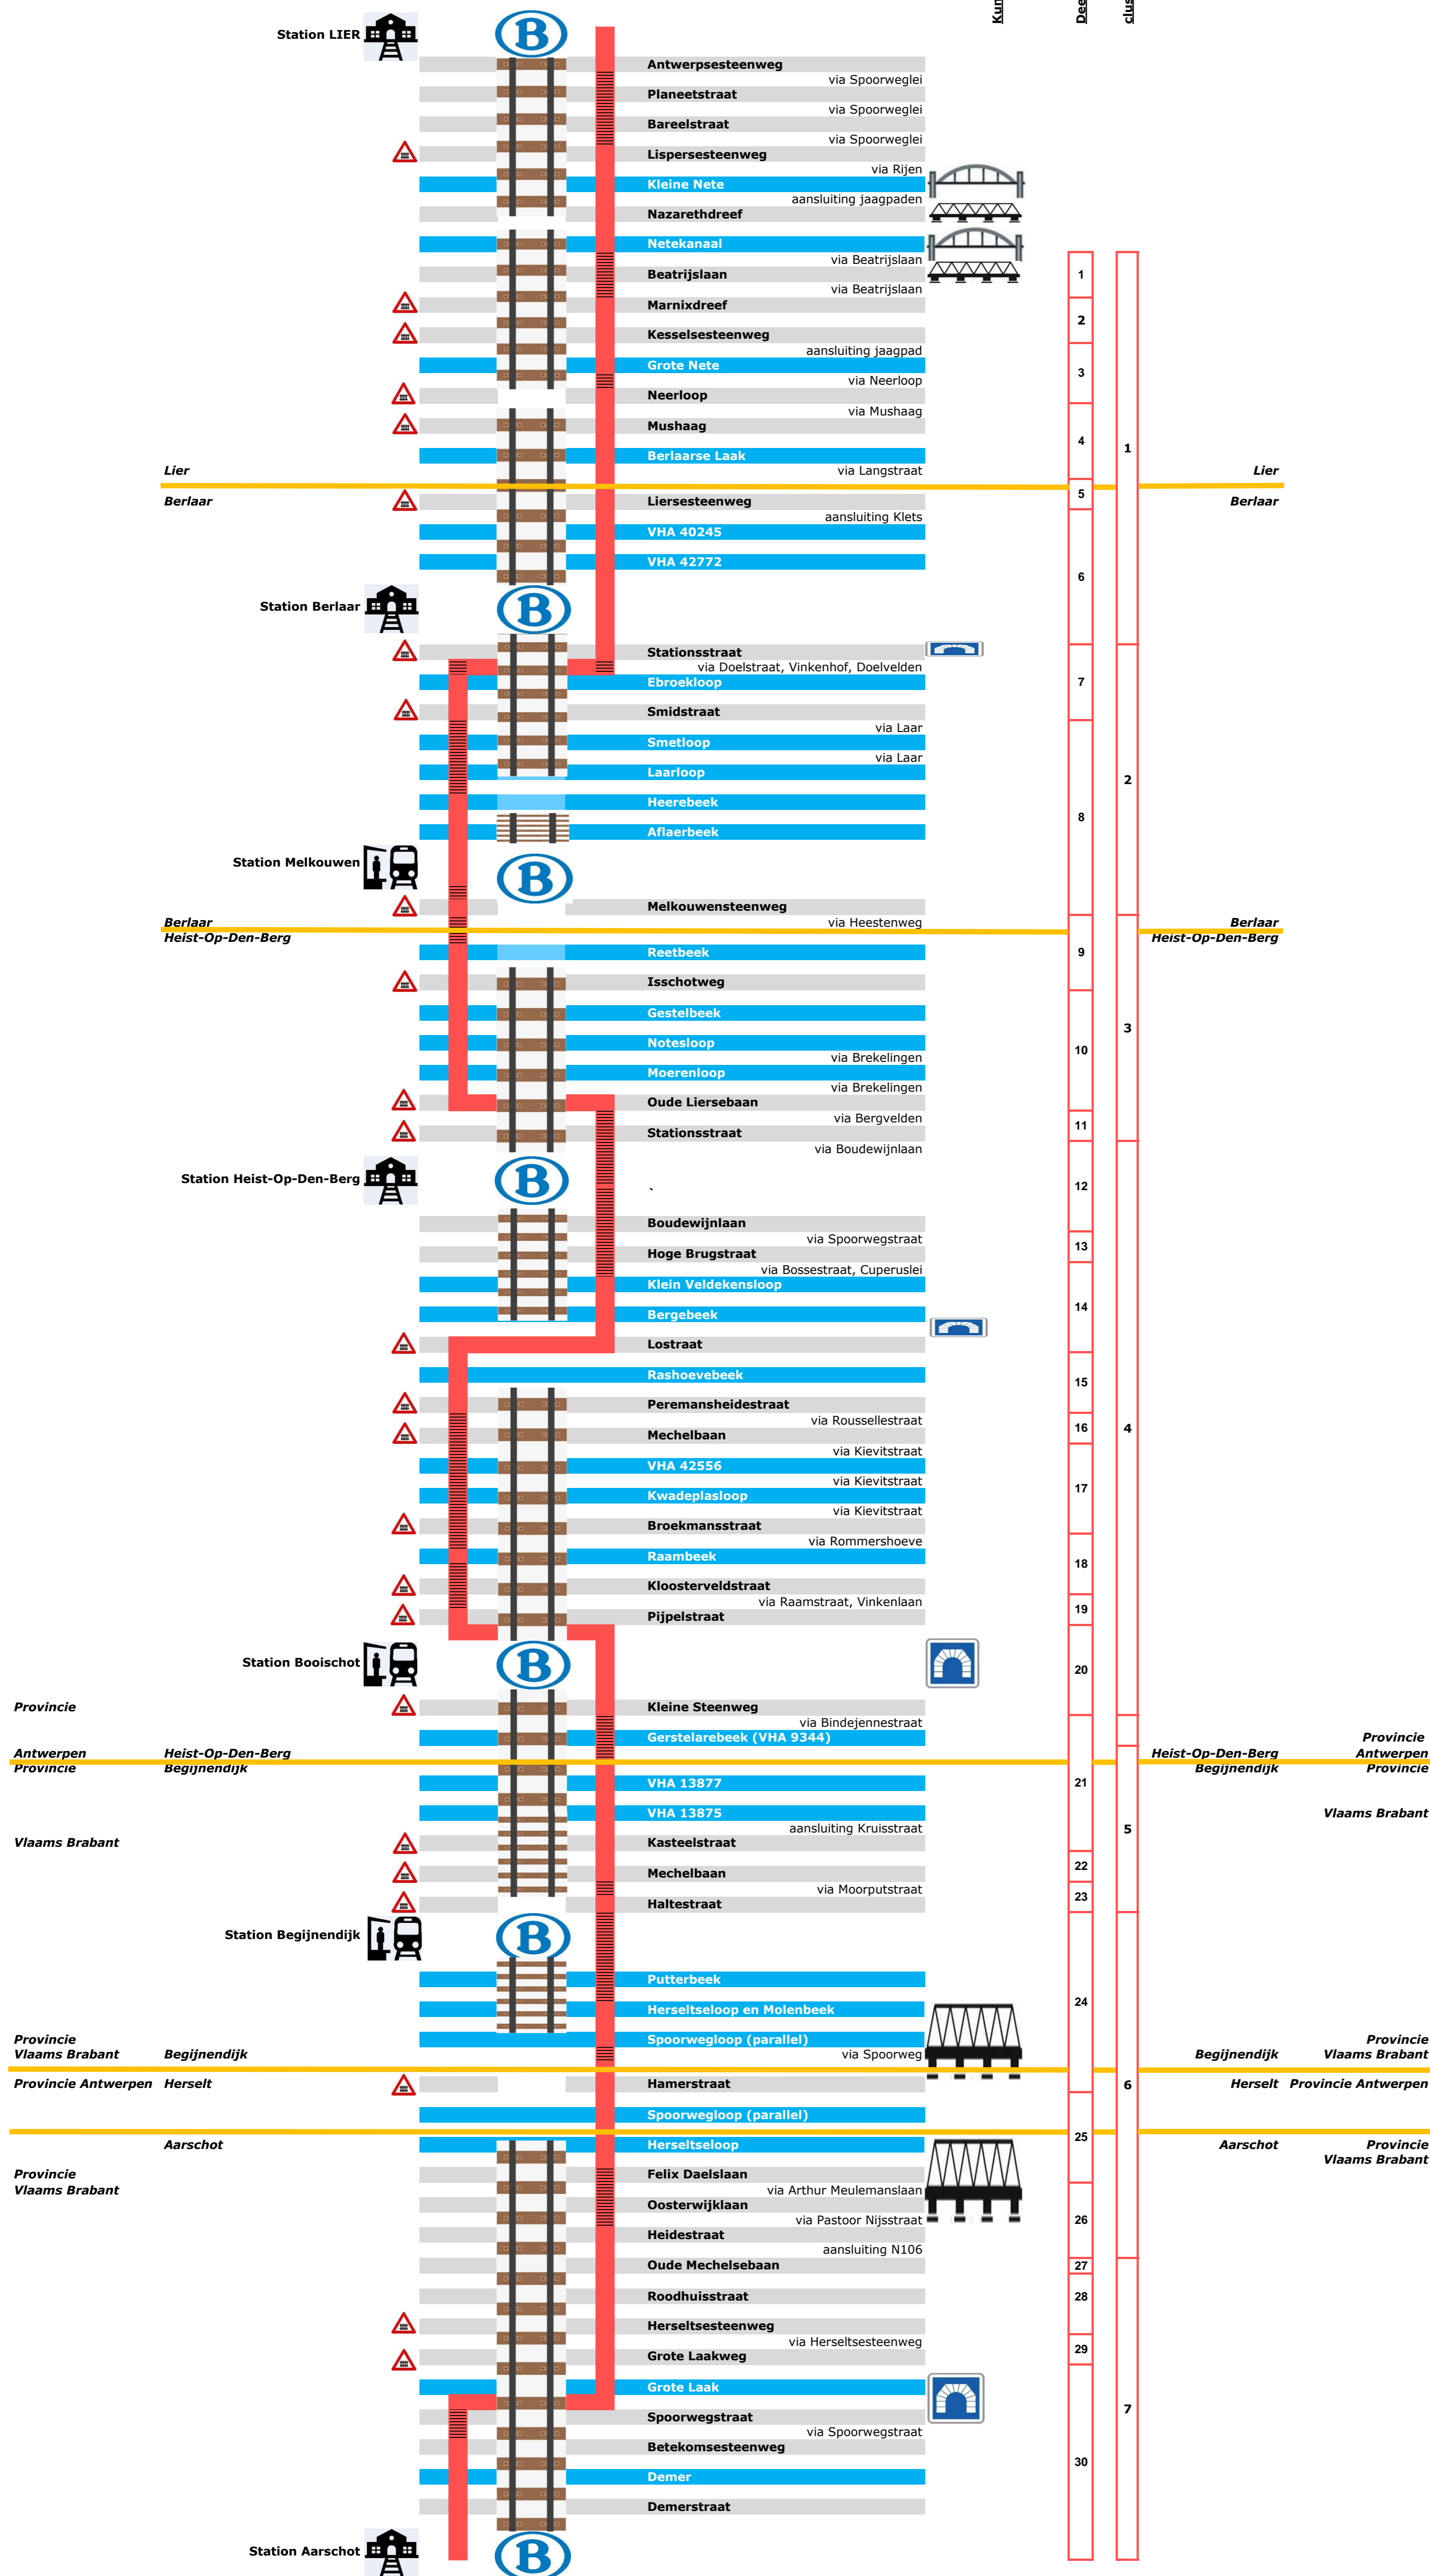 Kun
Dee
clus
Station LIER
B
Antwerpsesteenweg
via Spoorweglei
Planeetstraat
via Spoorweglei
Bareelstraat
via Spoorweglei
Lispersesteenweg
via Rijen
Kleine Nete
aansluiting jaagpaden
Nazarethdreef
Netekanaal
via Beatrijslaan
Beatrijslaan
1
via Beatrijslaan
Marnixdreef
2
Kesselsesteenweg
aansluiting jaagpad
Grote Nete
3
via Neerloop
Neerloop
via Mushaag
Mushaag
4
1
Berlaarse Laak
Lier
via Langstraat
Lier
Berlaar
Liersesteenweg
5
Berlaar
aansluiting Klets
VHA 40245
VHA 42772
6
Station Berlaar
B
Stationsstraat
via Doelstraat, Vinkenhof, Doelvelden
Ebroekloop
7
Smidstraat
via Laar
Smetloop
via Laar
Laarloop
2
Heerebeek
8
Aflaerbeek
Station Melkouwen
B
Melkouwensteenweg
Berlaar
via Heestenweg
Berlaar
Heist-Op-Den-Berg
Heist-Op-Den-Berg
Reetbeek
9
Isschotweg
Gestelbeek
3
Notesloop
10
via Brekelingen
Moerenloop
via Brekelingen
Oude Liersebaan
via Bergvelden
11
Stationsstraat
via Boudewijnlaan
Station Heist-Op-Den-Berg
B
`
12
Boudewijnlaan
via Spoorwegstraat
13
Hoge Brugstraat
via Bossestraat, Cuperuslei
Klein Veldekensloop
14
Bergebeek
Lostraat
Rashoevebeek
15
Peremansheidestraat
via Roussellestraat
16
4
Mechelbaan
via Kievitstraat
VHA 42556
via Kievitstraat
17
Kwadeplasloop
via Kievitstraat
Broekmansstraat
via Rommershoeve
Raambeek
18
Kloosterveldstraat
via Raamstraat, Vinkenlaan
19
Pijpelstraat
Station Booischot
B
20
Provincie
Kleine Steenweg
via Bindejennestraat
Gerstelarebeek (VHA 9344)
Provincie
Antwerpen
Heist-Op-Den-Berg
Heist-Op-Den-Berg
Antwerpen
Provincie
Begijnendijk
Begijnendijk
Provincie
VHA 13877
21
VHA 13875
Vlaams Brabant
aansluiting Kruisstraat
5
Vlaams Brabant
Kasteelstraat
Mechelbaan
22
via Moorputstraat
23
Haltestraat
Station Begijnendijk
B
Putterbeek
24
Herseltseloop en Molenbeek
Provincie
Spoorwegloop (parallel)
Provincie
Vlaams Brabant
Begijnendijk
via Spoorweg
Begijnendijk
Vlaams Brabant
Provincie Antwerpen
Herselt
Hamerstraat
6
Herselt
Provincie Antwerpen
Spoorwegloop (parallel)
25
Aarschot
Herseltseloop
Aarschot
Provincie
Vlaams Brabant
Provincie
Felix Daelslaan
Vlaams Brabant
via Arthur Meulemanslaan
Oosterwijklaan
via Pastoor Nijsstraat
26
Heidestraat
aansluiting N106
Oude Mechelsebaan
27
Roodhuisstraat
28
Herseltsesteenweg
via Herseltsesteenweg
29
Grote Laakweg
Grote Laak
7
Spoorwegstraat
via Spoorwegstraat
Betekomsesteenweg
30
Demer
Demerstraat
Station Aarschot
B